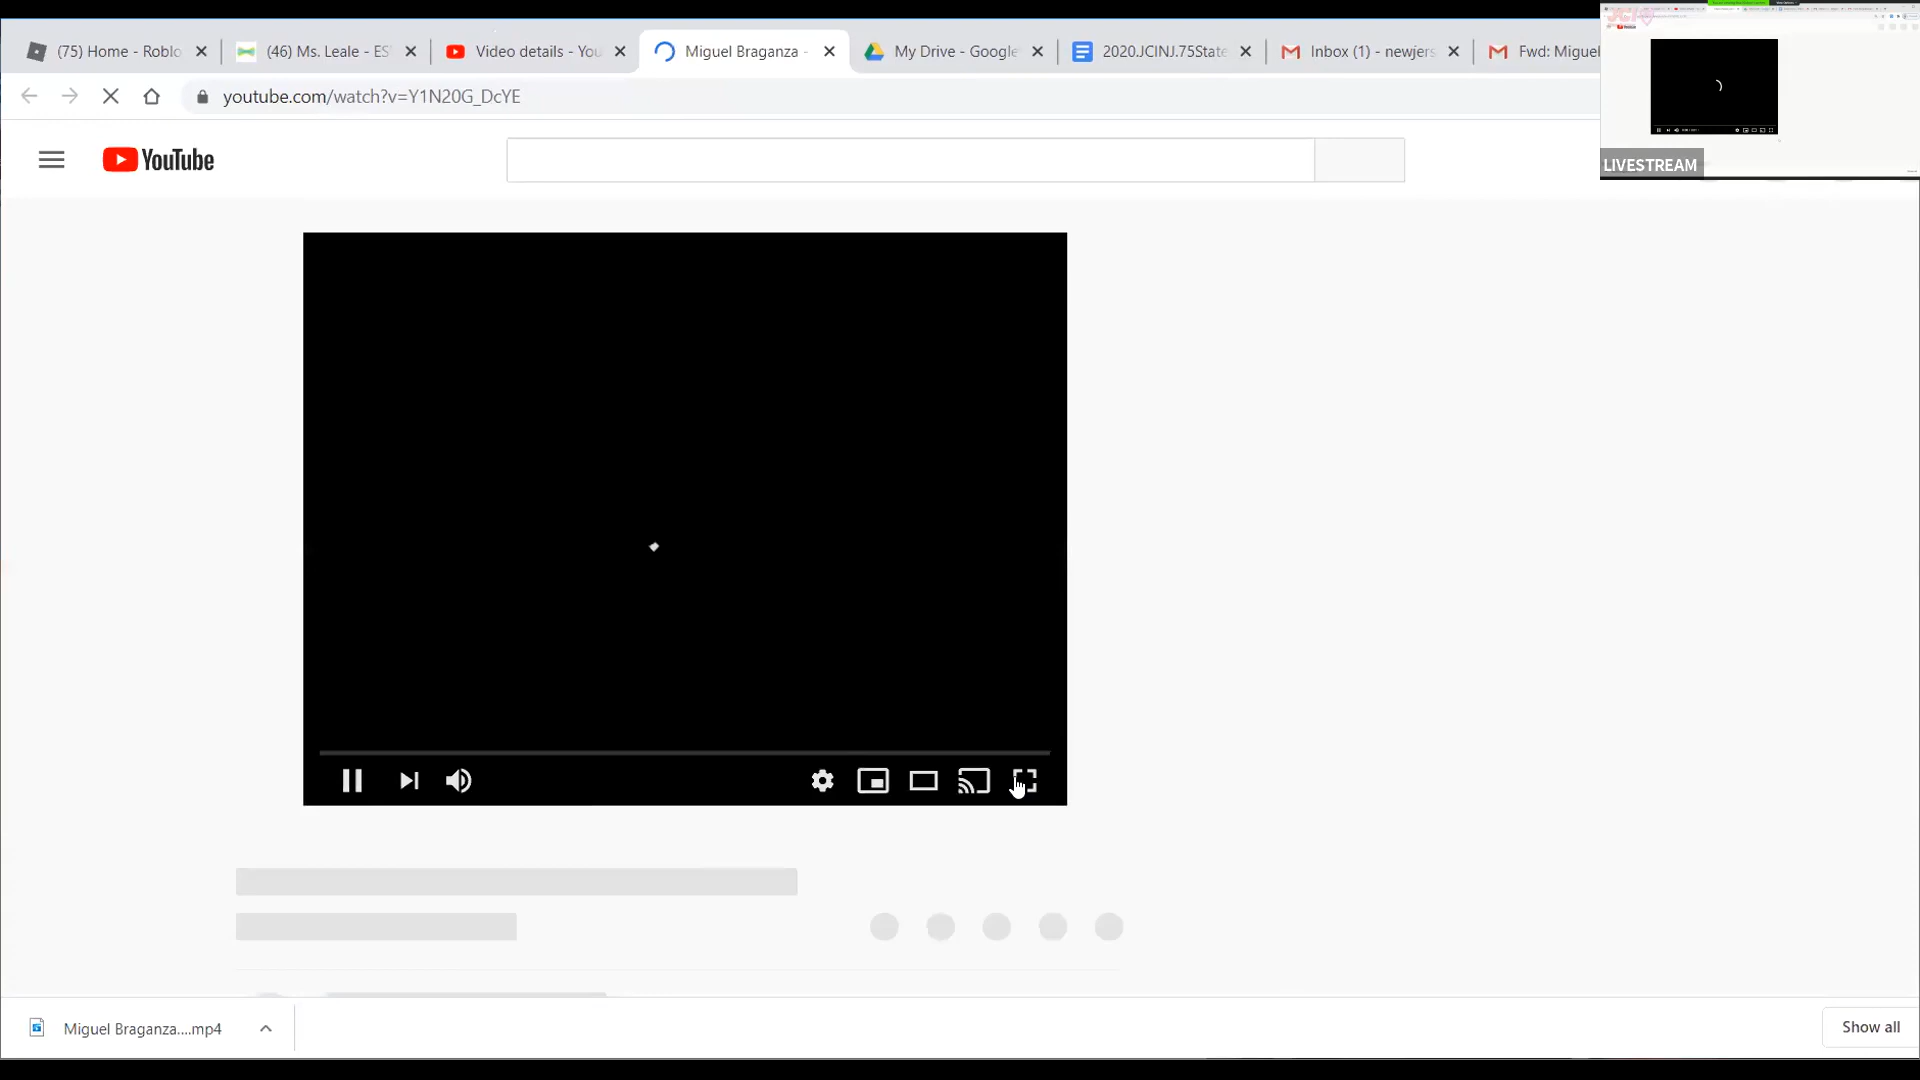 (75) Home - Roblo
(46) Ms. Leale - ES
Video details - You
Miguel Braganza -
My Drive - Google
2020.JCINJ.75State
Inbox (1) - newjers
Fwd: Miguel
youtube.com/watch?v=Y1N20G_DcYE
YouTube
LIVESTREAM
Miguel Braganza....mp4
Show all